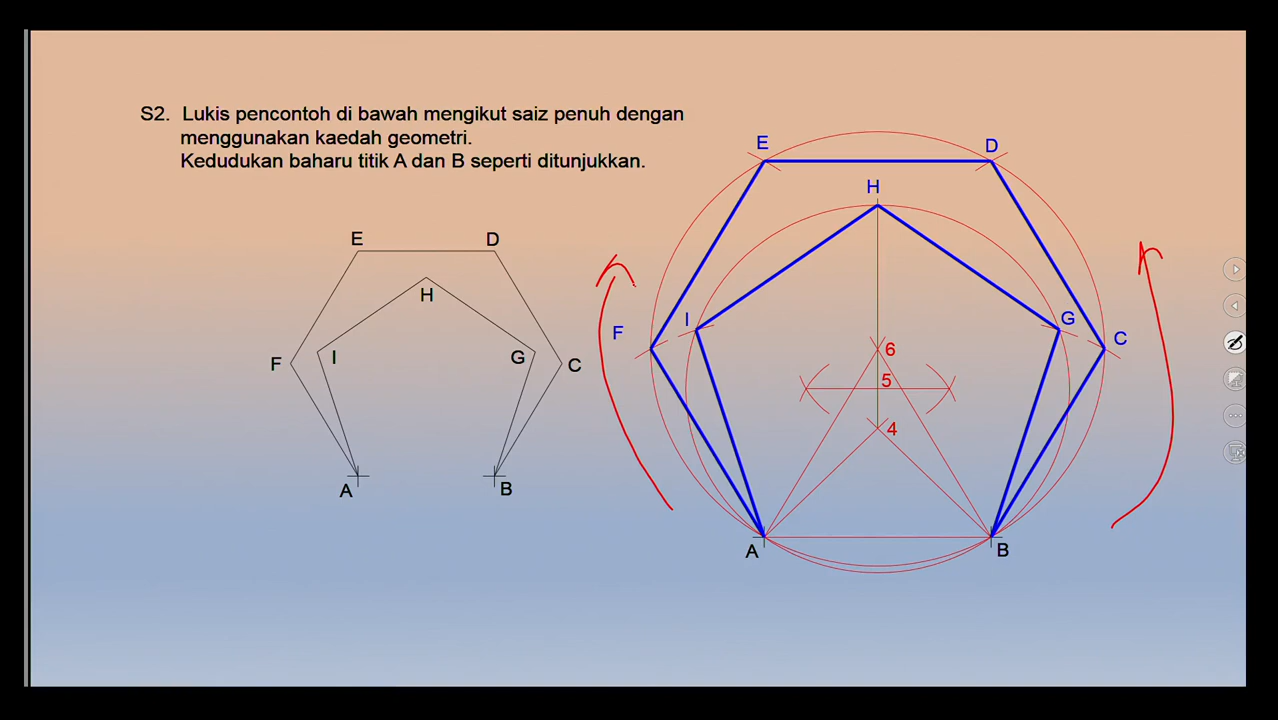 S2. Lukis pencontoh di bawah mengikut saiz penuh dengan
menggunakan kaedah geometri.
Kedudukan baharu titik A dan B seperti ditunjukkan.
E D
H
F I G C
A B
E D
H
F I G C
6
5
4
A B